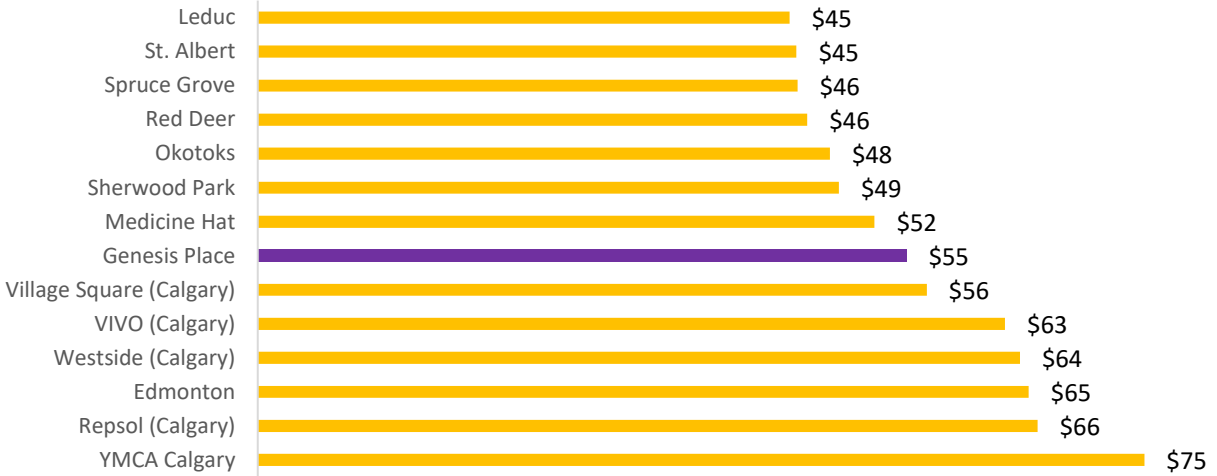 Leduc $45
St. Albert $45
Spruce Grove $46
Red Deer $46
Okotoks $48
Sherwood Park $49
Medicine Hat $52
Genesis Place $55
Village Square (Calgary) $56
VIVO (Calgary) $63
Westside (Calgary) $64
Edmonton $65
Repsol (Calgary) $66
YMCA Calgary $75